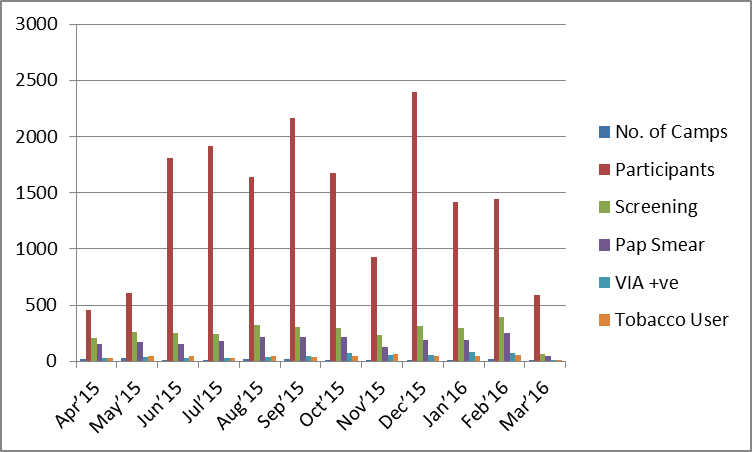 3000
2500
2000
1500
1000
500
0
Apr’15
May’15
Jun’15
Jul’15
Aug’15
Sep’15
Oct’15
Nov’15
Dec’15
Jan’16
Feb’16
Mar’16
No. of Camps
Participants
Screening
Pap Smear
VIA +ve
Tobacco User